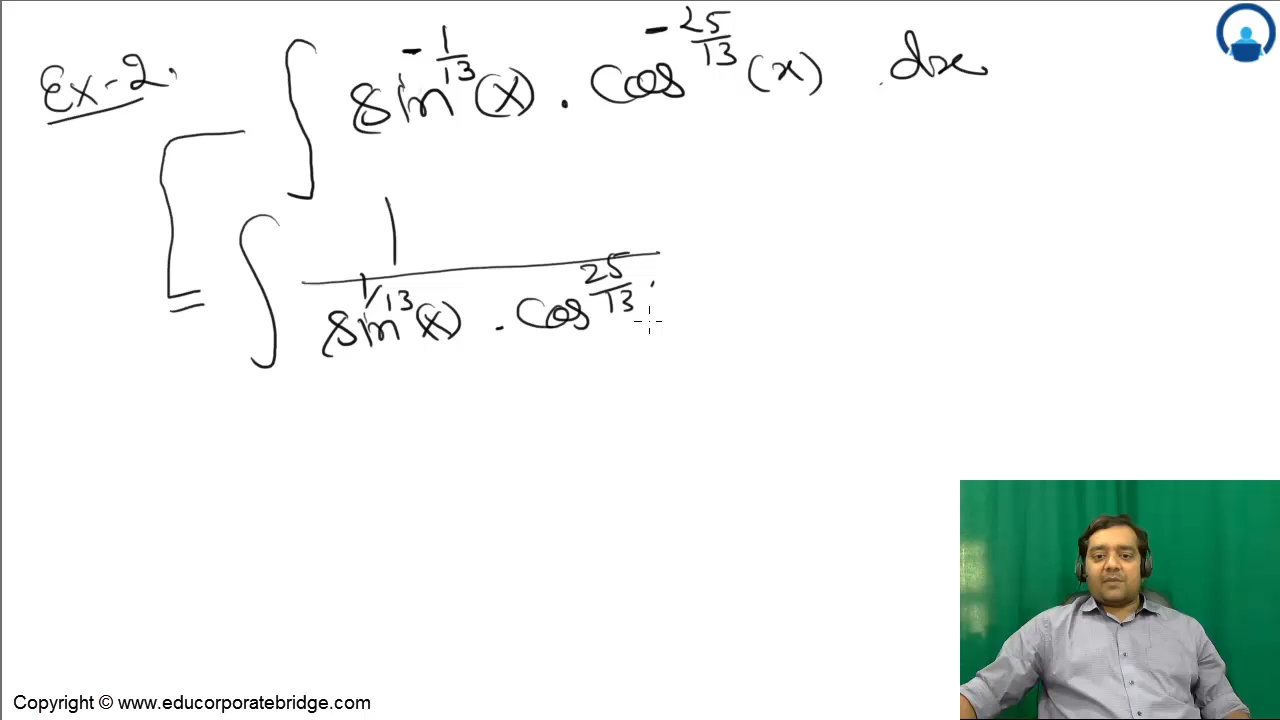 Ex-2. ∫ sin^{-1/13}(x) . cos^{-25/13}(x) . dx
= ∫ 1 / (sin^{1/13}(x) . cos^{25/13}.
Copyright © www.educorporatebridge.com